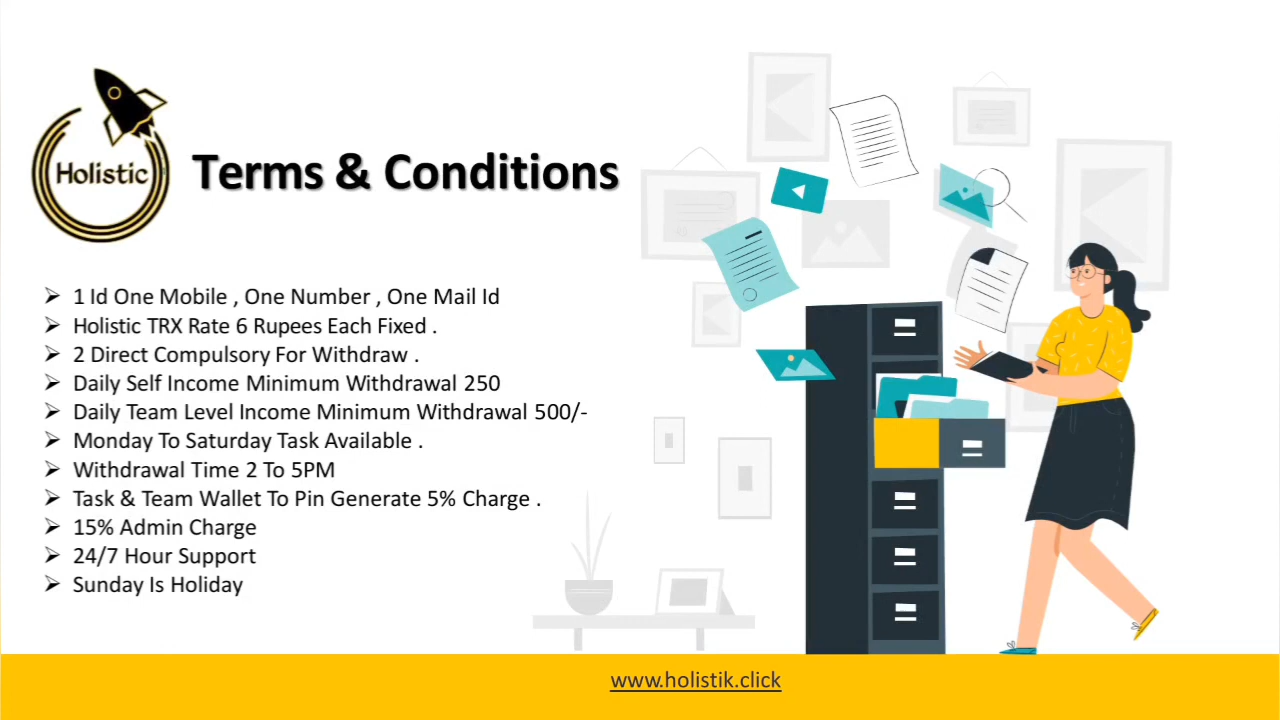 Holistic
Terms & Conditions
➢ 1 Id One Mobile , One Number , One Mail Id
➢ Holistic TRX Rate 6 Rupees Each Fixed .
➢ 2 Direct Compulsory For Withdraw .
➢ Daily Self Income Minimum Withdrawal 250
➢ Daily Team Level Income Minimum Withdrawal 500/-
➢ Monday To Saturday Task Available .
➢ Withdrawal Time 2 To 5PM
➢ Task & Team Wallet To Pin Generate 5% Charge .
➢ 15% Admin Charge
➢ 24/7 Hour Support
➢ Sunday Is Holiday
www.holistik.click